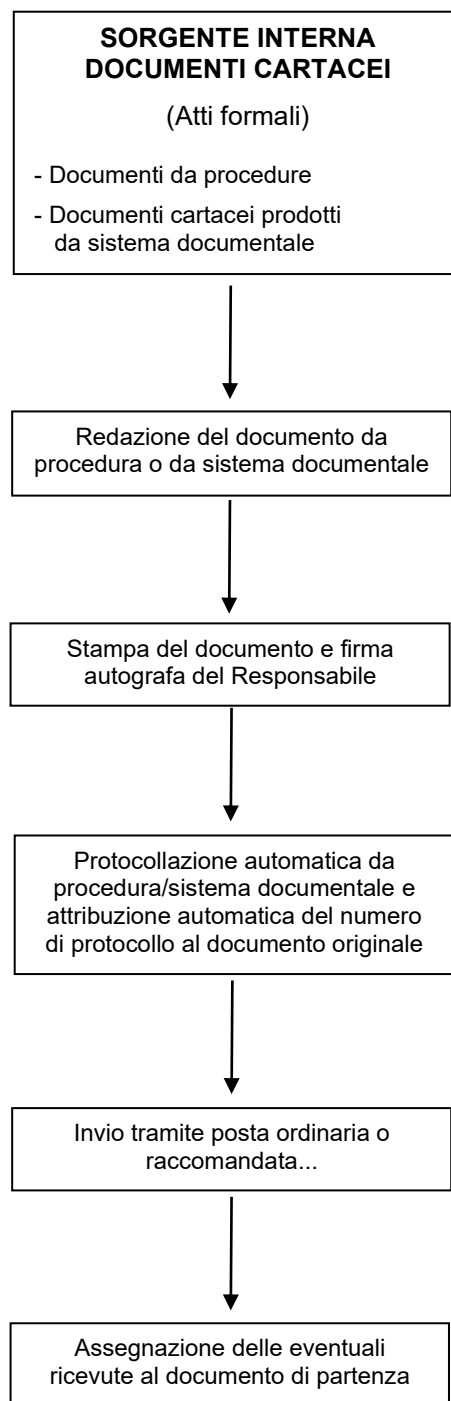 SORGENTE INTERNA
DOCUMENTI CARTACEI
(Atti formali)
- Documenti da procedure
- Documenti cartacei prodotti
da sistema documentale
Redazione del documento da
procedura o da sistema documentale
Stampa del documento e firma
autografa del Responsabile
Protocollazione automatica da
procedura/sistema documentale e
attribuzione automatica del numero
di protocollo al documento originale
Invio tramite posta ordinaria o
raccomandata...
Assegnazione delle eventuali
ricevute al documento di partenza